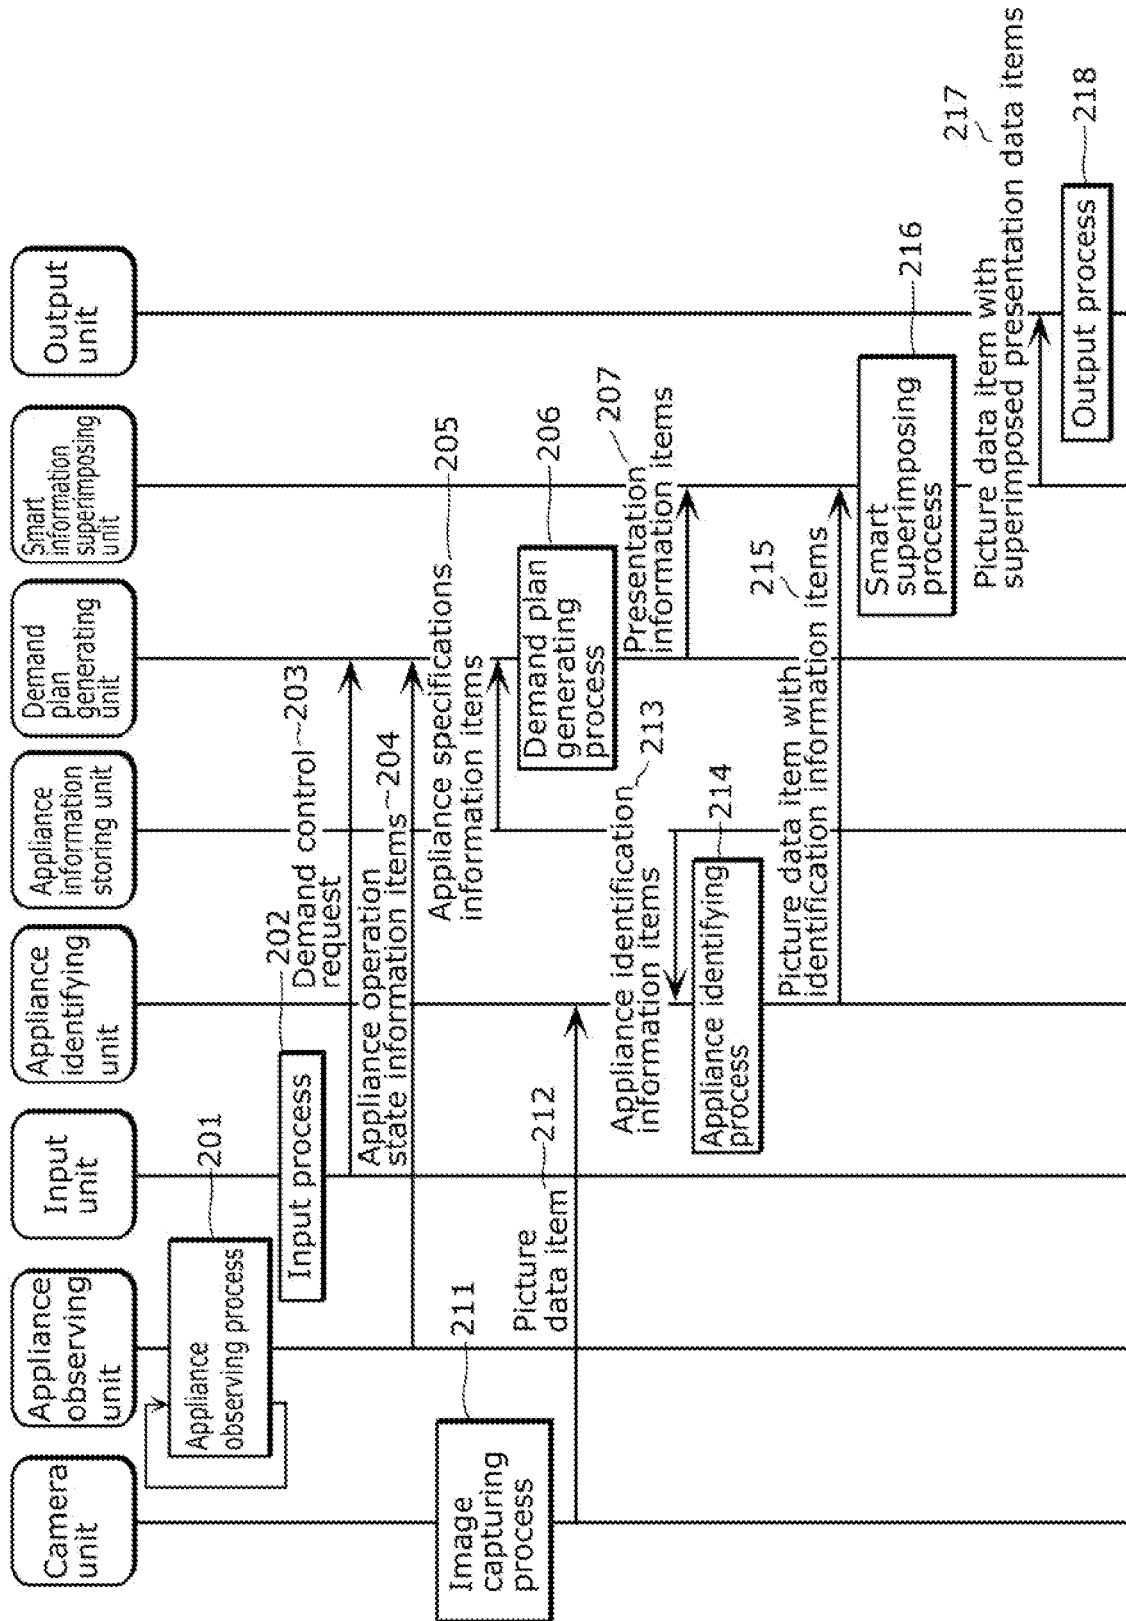 Camera
unit
Appliance
observing
unit
Input
unit
Appliance
identifying
unit
Appliance
information
storing unit
Demand
plan
generating
unit
Smart
information
superimposing
unit
Output
unit
Appliance
observing process
201
Input process
202
Demand control
request
203
Appliance operation
state information items
204
Appliance specifications
information items
205
Demand plan
generating
process
206
Presentation
information items
207
Image
capturing
process
211
Picture
data item
212
Appliance identification
information items
213
Appliance identifying
process
214
Picture data item with
identification information items
215
Smart
superimposing
process
216
Picture data item with
superimposed presentation data items
217
Output process
218